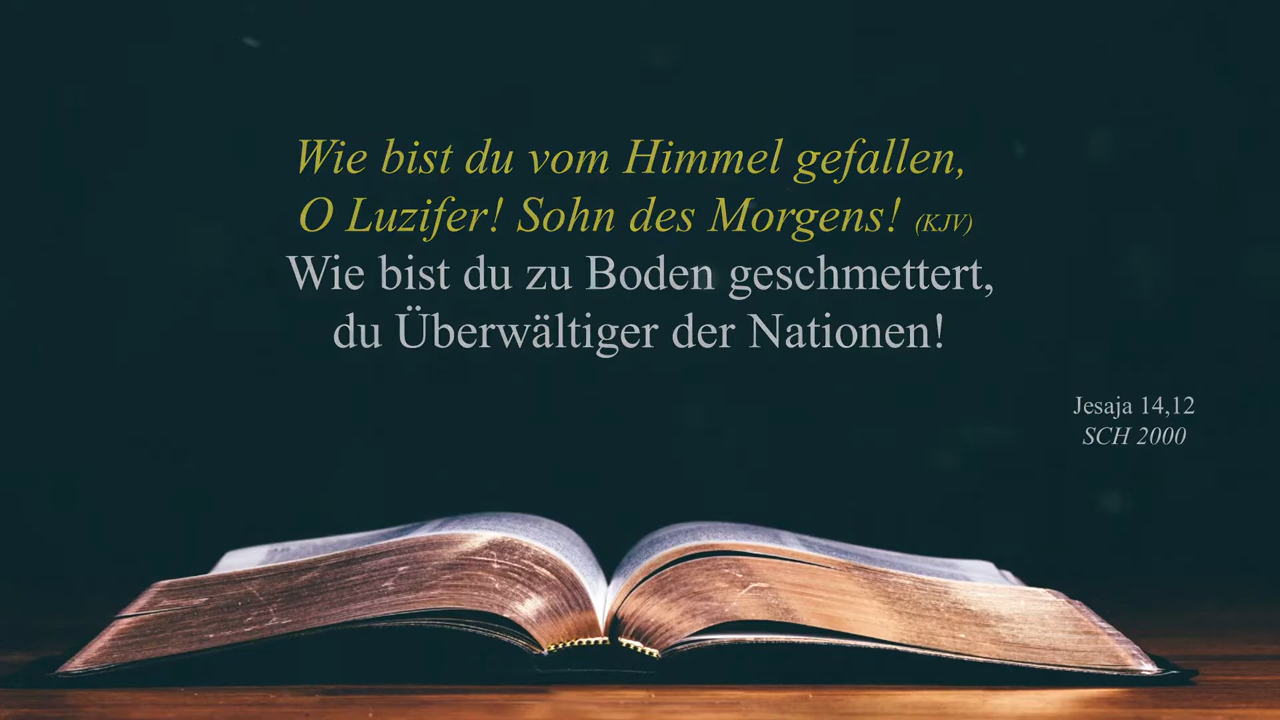 Wie bist du vom Himmel gefallen,
O Luzifer! Sohn des Morgens! (KJV)
Wie bist du zu Boden geschmettert,
du Überwältiger der Nationen!
Jesaja 14,12
SCH 2000